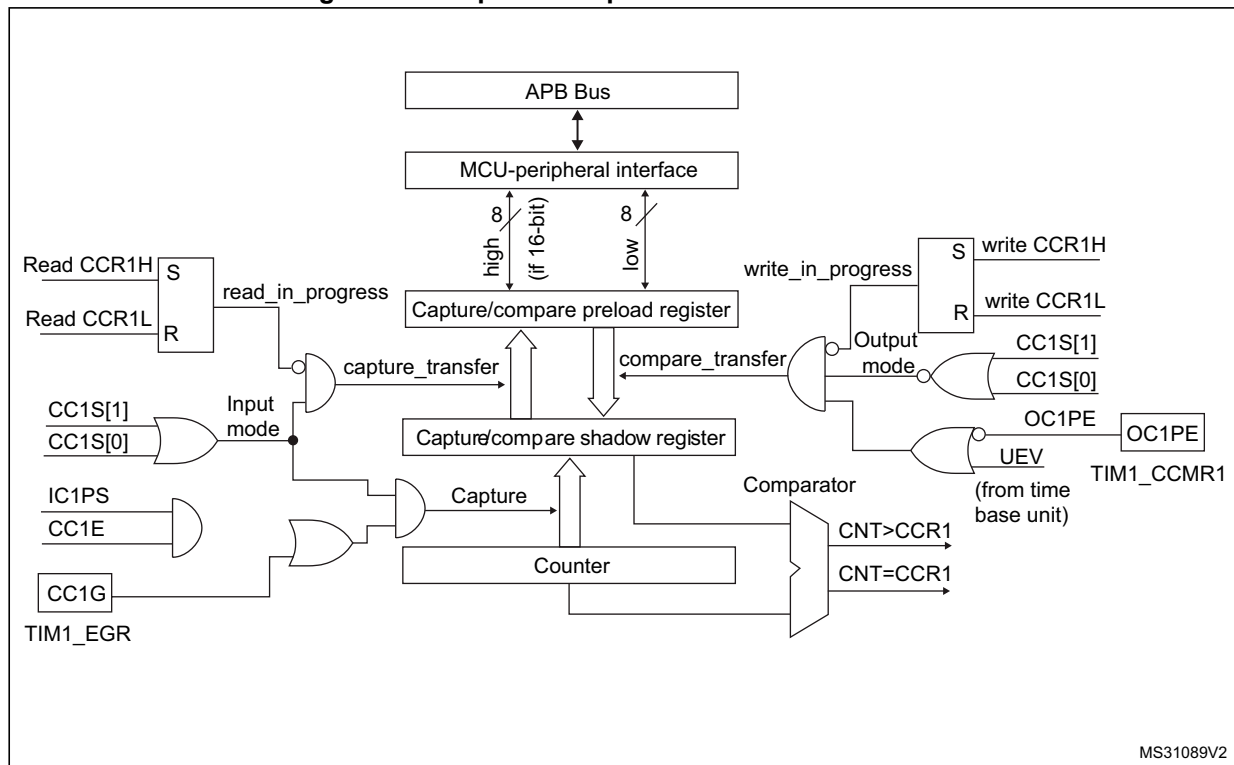 APB Bus
MCU-peripheral interface
8
high
(if 16-bit)
8
low
Read CCR1H
S
read_in_progress
Read CCR1L
R
write_in_progress
S
write CCR1H
R
write CCR1L
Capture/compare preload register
capture_transfer
compare_transfer
Output
mode
CC1S[1]
CC1S[0]
CC1S[1]
CC1S[0]
Input
mode
Capture/compare shadow register
OC1PE
OC1PE
UEV
TIM1_CCMR1
(from time
base unit)
IC1PS
CC1E
Capture
Comparator
CNT>CCR1
Counter
CNT=CCR1
CC1G
TIM1_EGR
MS31089V2